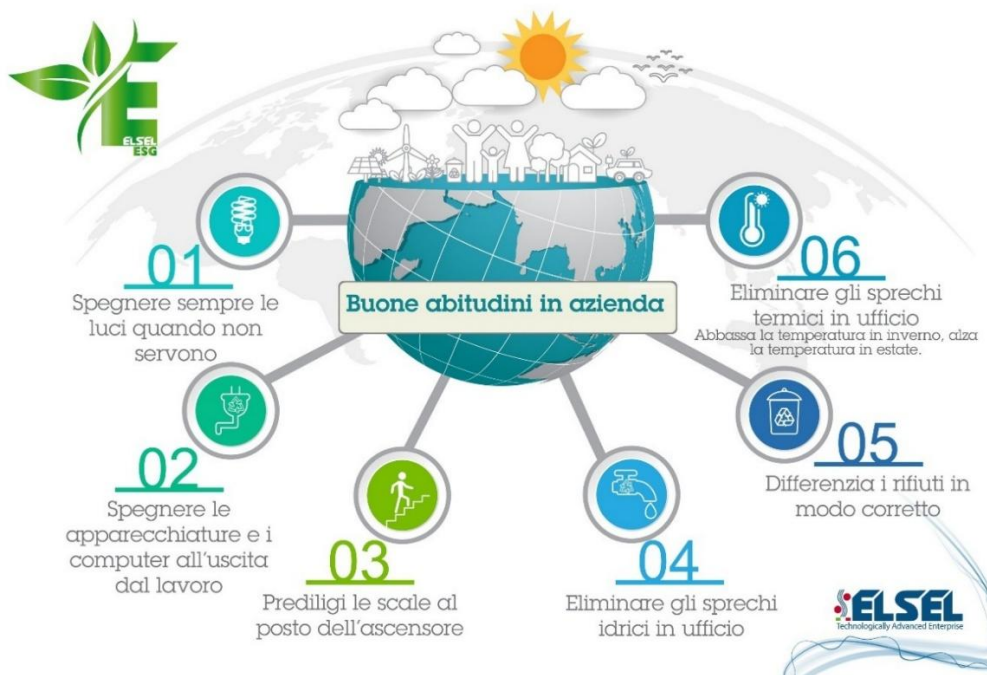 E
ELSEL
ESG
Buone abitudini in azienda
01
Spegnere sempre le
luci quando non
servono
02
Spegnere le
apparecchiature e i
computer all'uscita
dal lavoro
03
Prediligi le scale al
posto dell'ascensore
04
Eliminare gli sprechi
idrici in ufficio
05
Differenzia i rifiuti in
modo corretto
06
Eliminare gli sprechi
termici in ufficio
Abbassa la temperatura in inverno, alza
la temperatura in estate.
ELSEL
Technologically Advanced Enterprise